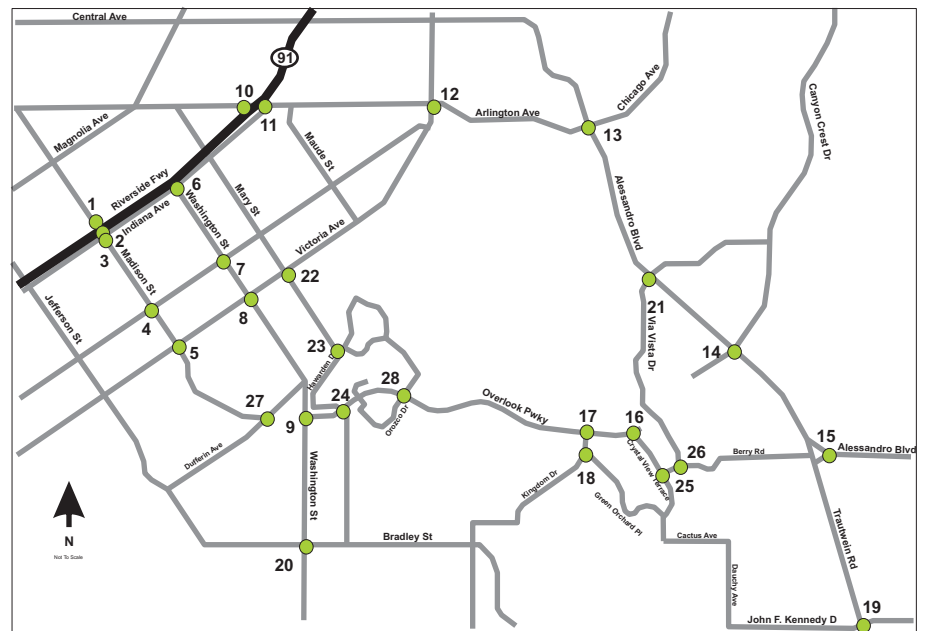 Central Ave
91
10
11
12
Arlington Ave
13
Chicago Ave
Canyon Crest Dr
Magnolia Ave
Maude St
Riverside Fwy
6
1
2
3
Indiana Ave
Washington St
Mary St
Victoria Ave
Alessandro Blvd
Madison St
7
22
8
4
5
Jefferson St
21
Via Vista Dr
14
23
Hawarden D
24
28
27
9
Orozco Dr
Overlook Pwky
17
16
15
Alessandro Blvd
Dufferin Ave
Crystal View Terrace
26
25
Berry Rd
18
Kingdom Dr
Green Orchard Pl
Washington St
N
Not To Scale
20
Bradley St
Cactus Ave
Trautwein Rd
Dauchy Ave
19
John F. Kennedy D